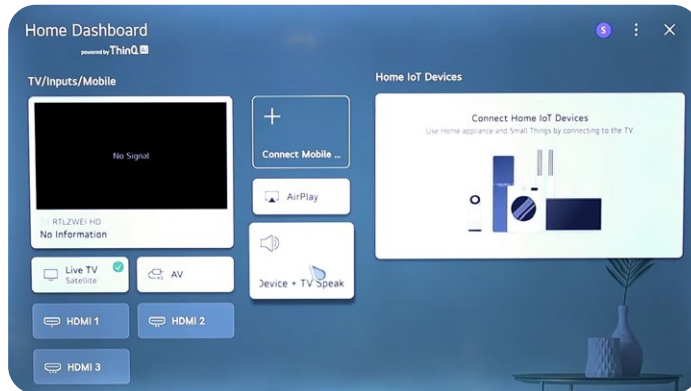 Home Dashboard
powered by ThinQ
S
TV/Inputs/Mobile
No Signal
RTLZWEI HD
No Information
Live TV
Satellite
AV
HDMI 1
HDMI 2
HDMI 3
Connect Mobile ...
AirPlay
Device + TV Speak
Home IoT Devices
Connect Home IoT Devices
Use Home appliance and Small Things by connecting to the TV.